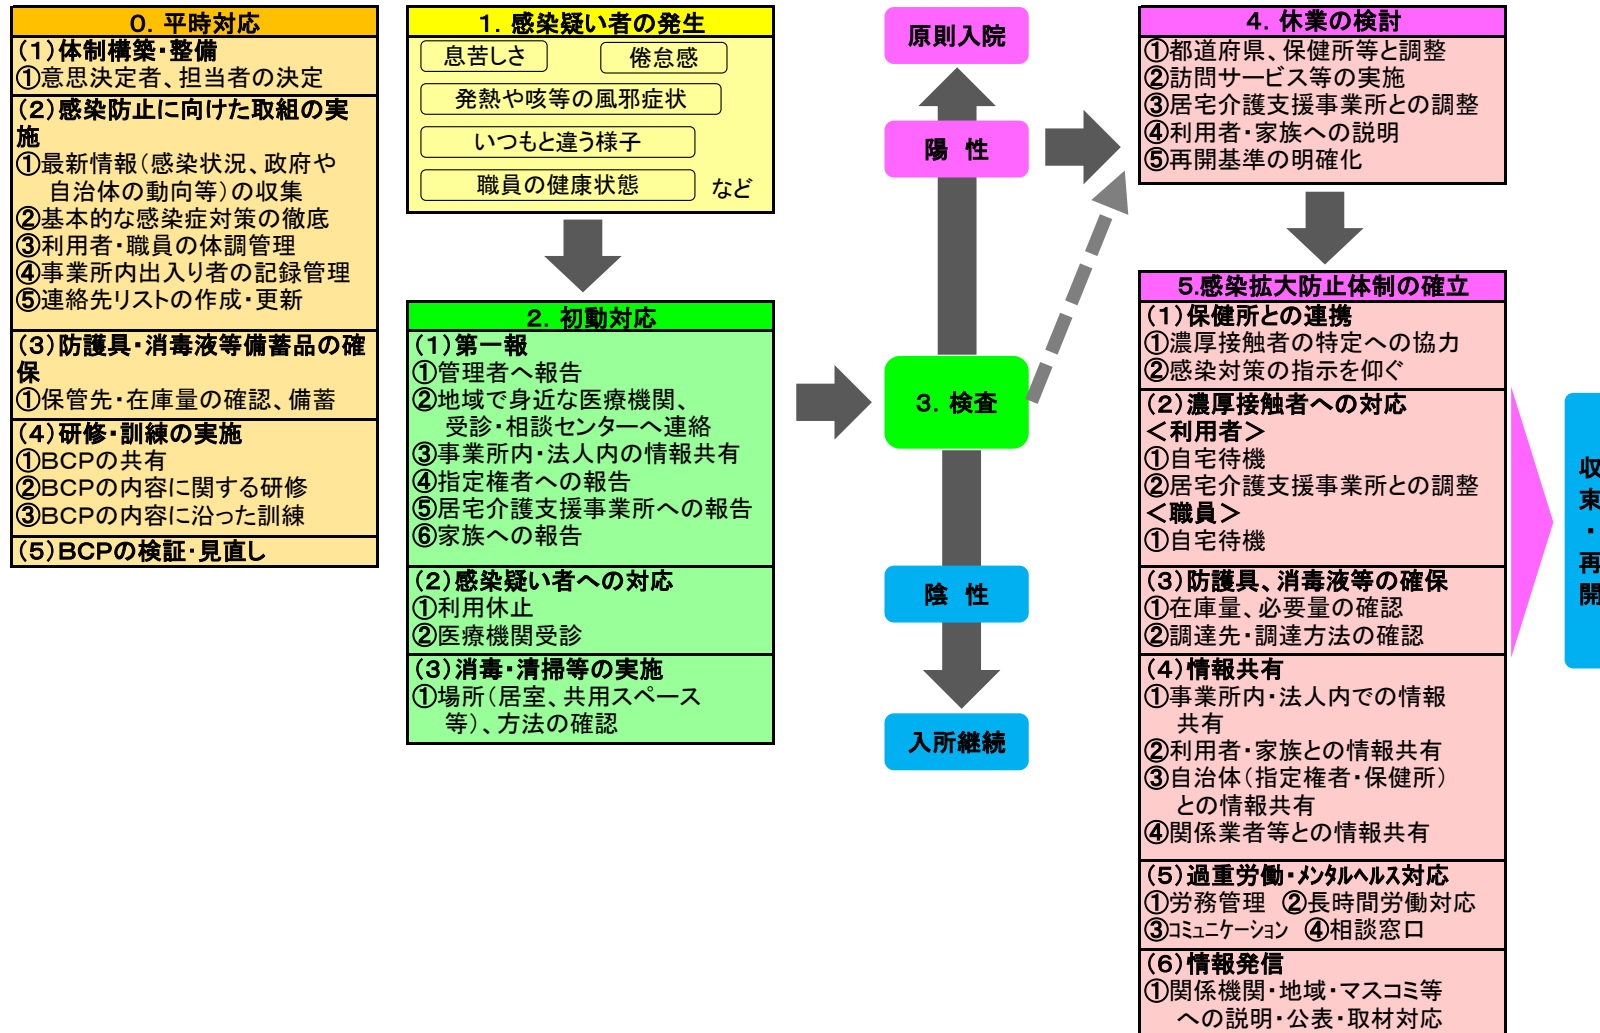 0．平時対応
（１）体制構築・整備
①意思決定者、担当者の決定
（２）感染防止に向けた取組の実
施
①最新情報（感染状況、政府や
自治体の動向等）の収集
②基本的な感染症対策の徹底
③利用者・職員の体調管理
④事業所内出入り者の記録管理
⑤連絡先リストの作成・更新
（３）防護具・消毒液等備蓄品の確
保
①保管先・在庫量の確認、備蓄
（４）研修・訓練の実施
①BCPの共有
②BCPの内容に関する研修
③BCPの内容に沿った訓練
（５）BCPの検証・見直し
１．感染疑い者の発生
息苦しさ
倦怠感
発熱や咳等の風邪症状
いつもと違う様子
職員の健康状態
など
２．初動対応
（１）第一報
①管理者へ報告
②地域で身近な医療機関、
受診・相談センターへ連絡
③事業所内・法人内の情報共有
④指定権者への報告
⑤居宅介護支援事業所への報告
⑥家族への報告
（２）感染疑い者への対応
①利用休止
②医療機関受診
（３）消毒・清掃等の実施
①場所（居室、共用スペース
等）、方法の確認
原則入院
陽 性
３．検査
陰 性
入所継続
４．休業の検討
①都道府県、保健所等と調整
②訪問サービス等の実施
③居宅介護支援事業所との調整
④利用者・家族への説明
⑤再開基準の明確化
５.感染拡大防止体制の確立
（１）保健所との連携
①濃厚接触者の特定への協力
②感染対策の指示を仰ぐ
（２）濃厚接触者への対応
＜利用者＞
①自宅待機
②居宅介護支援事業所との調整
＜職員＞
①自宅待機
（３）防護具、消毒液等の確保
①在庫量、必要量の確認
②調達先・調達方法の確認
（４）情報共有
①事業所内・法人内での情報
共有
②利用者・家族との情報共有
③自治体（指定権者・保健所）
との情報共有
④関係業者等との情報共有
（５）過重労働・ﾒﾝﾀﾙﾍﾙｽ対応
①労務管理 ②長時間労働対応
③ｺﾐｭﾆｹｰｼｮﾝ ④相談窓口
（６）情報発信
①関係機関・地域・マスコミ等
への説明・公表・取材対応
収
束
・
再
開